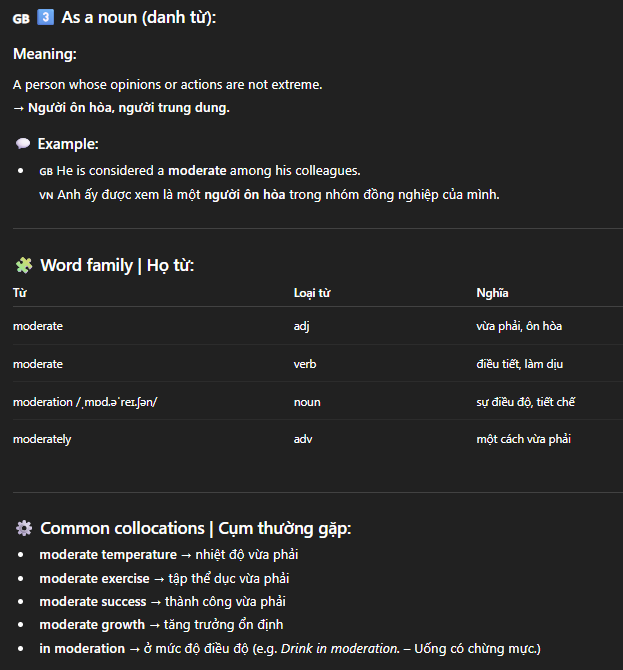 GB 3 As a noun (danh từ):
Meaning:
A person whose opinions or actions are not extreme.
→ Người ôn hòa, người trung dung.
💬 Example:
• GB He is considered a moderate among his colleagues.
VN Anh ấy được xem là một người ôn hòa trong nhóm đồng nghiệp của mình.
🧩 Word family | Họ từ:
Từ Loại từ Nghĩa
moderate adj vừa phải, ôn hòa
moderate verb điều tiết, làm dịu
moderation /ˌmɒd.əˈreɪ.ʃən/ noun sự điều độ, tiết chế
moderately adv một cách vừa phải
⚙️ Common collocations | Cụm thường gặp:
• moderate temperature → nhiệt độ vừa phải
• moderate exercise → tập thể dục vừa phải
• moderate success → thành công vừa phải
• moderate growth → tăng trưởng ổn định
• in moderation → ở mức độ điều độ (e.g. Drink in moderation. – Uống có chừng mực.)